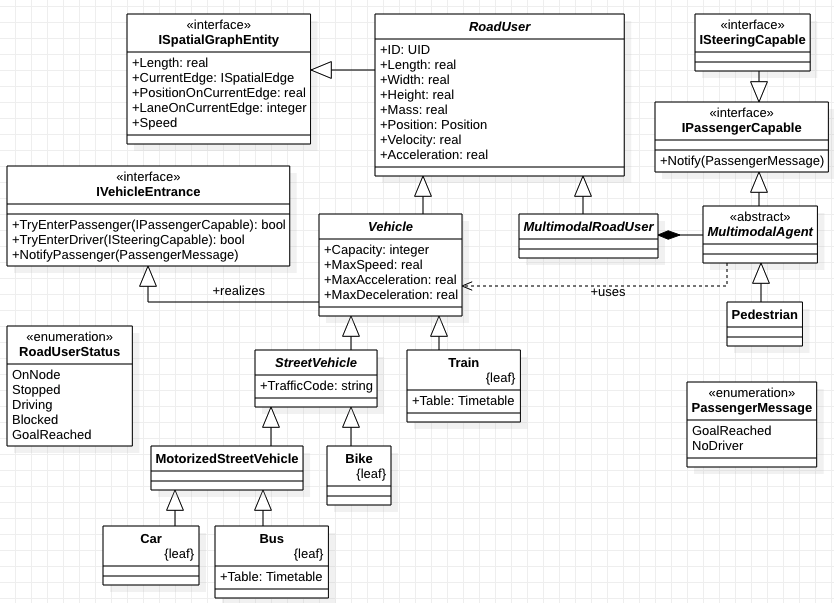 «interface»
ISpatialGraphEntity
+Length: real
+CurrentEdge: ISpatialEdge
+PositionOnCurrentEdge: real
+LaneOnCurrentEdge: integer
+Speed
RoadUser
+ID: UID
+Length: real
+Width: real
+Height: real
+Mass: real
+Position: Position
+Velocity: real
+Acceleration: real
«interface»
ISteeringCapable
«interface»
IPassengerCapable
+Notify(PassengerMessage)
«interface»
IVehicleEntrance
+TryEnterPassenger(IPassengerCapable): bool
+TryEnterDriver(ISteeringCapable): bool
+NotifyPassenger(PassengerMessage)
Vehicle
+Capacity: integer
+MaxSpeed: real
+MaxAcceleration: real
+MaxDeceleration: real
MultimodalRoadUser
«abstract»
MultimodalAgent
+realizes
+uses
Pedestrian
«enumeration»
RoadUserStatus
OnNode
Stopped
Driving
Blocked
GoalReached
StreetVehicle
+TrafficCode: string
Train
{leaf}
+Table: Timetable
«enumeration»
PassengerMessage
GoalReached
NoDriver
MotorizedStreetVehicle
Bike
{leaf}
Car
{leaf}
Bus
{leaf}
+Table: Timetable